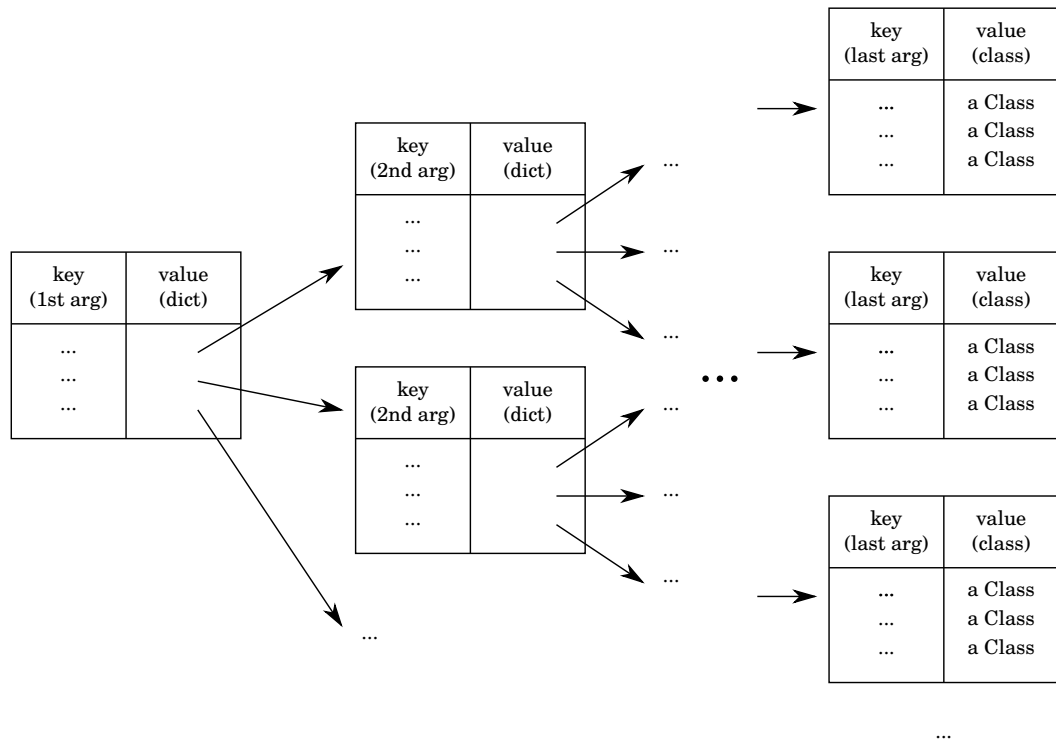 key value
(1st arg) (dict)
...
...
...
key value
(2nd arg) (dict)
...
...
...
key value
(2nd arg) (dict)
...
...
...
...
...
...
...
...
...
...
...
...
key value
(last arg) (class)
... a Class
... a Class
... a Class
key value
(last arg) (class)
... a Class
... a Class
... a Class
key value
(last arg) (class)
... a Class
... a Class
... a Class
...